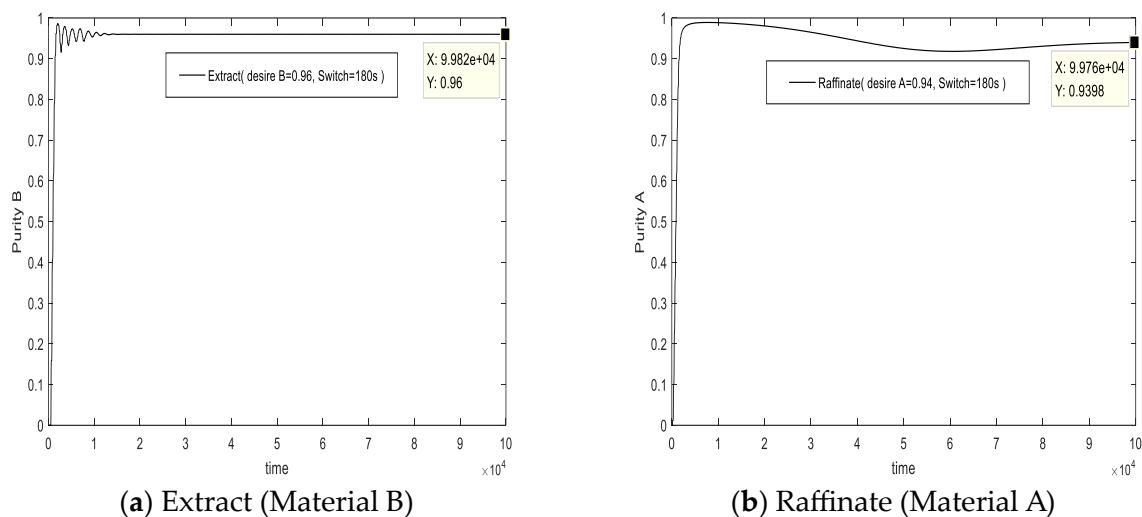 1
0.9
0.8
0.7
0.6
0.5
0.4
0.3
0.2
0.1
0
Purity B
Extract( desire B=0.96, Switch=180s )
X: 9.982e+04
Y: 0.96
0 1 2 3 4 5 6 7 8 9 10
time
×10⁴
(a) Extract (Material B)
1
0.9
0.8
0.7
0.6
0.5
0.4
0.3
0.2
0.1
0
Purity A
Raffinate( desire A=0.94, Switch=180s )
X: 9.976e+04
Y: 0.9398
0 1 2 3 4 5 6 7 8 9 10
time
×10⁴
(b) Raffinate (Material A)